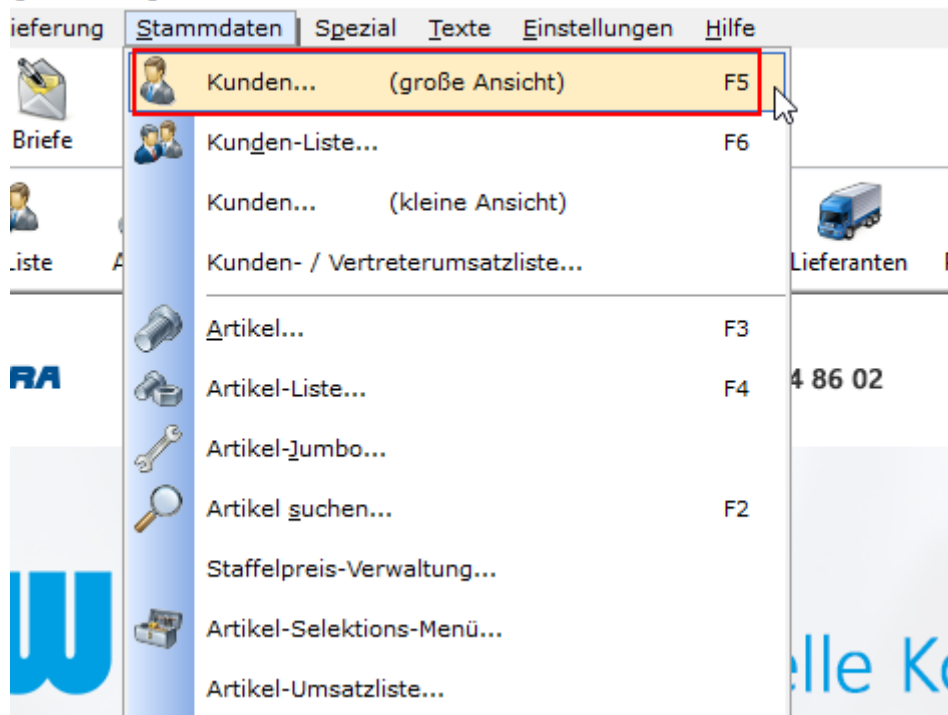 ieferung Stammdaten Spezial Texte Einstellungen Hilfe
Kunden... (große Ansicht) F5
Briefe
Kunden-Liste... F6
Kunden... (kleine Ansicht)
Liste
Kunden- / Vertreterumsatzliste...
Lieferanten
Artikel... F3
RA
4 86 02
Artikel-Liste... F4
Artikel-Jumbo...
Artikel suchen... F2
Staffelpreis-Verwaltung...
W
Artikel-Selektions-Menü...
elle Ko
Artikel-Umsatzliste...